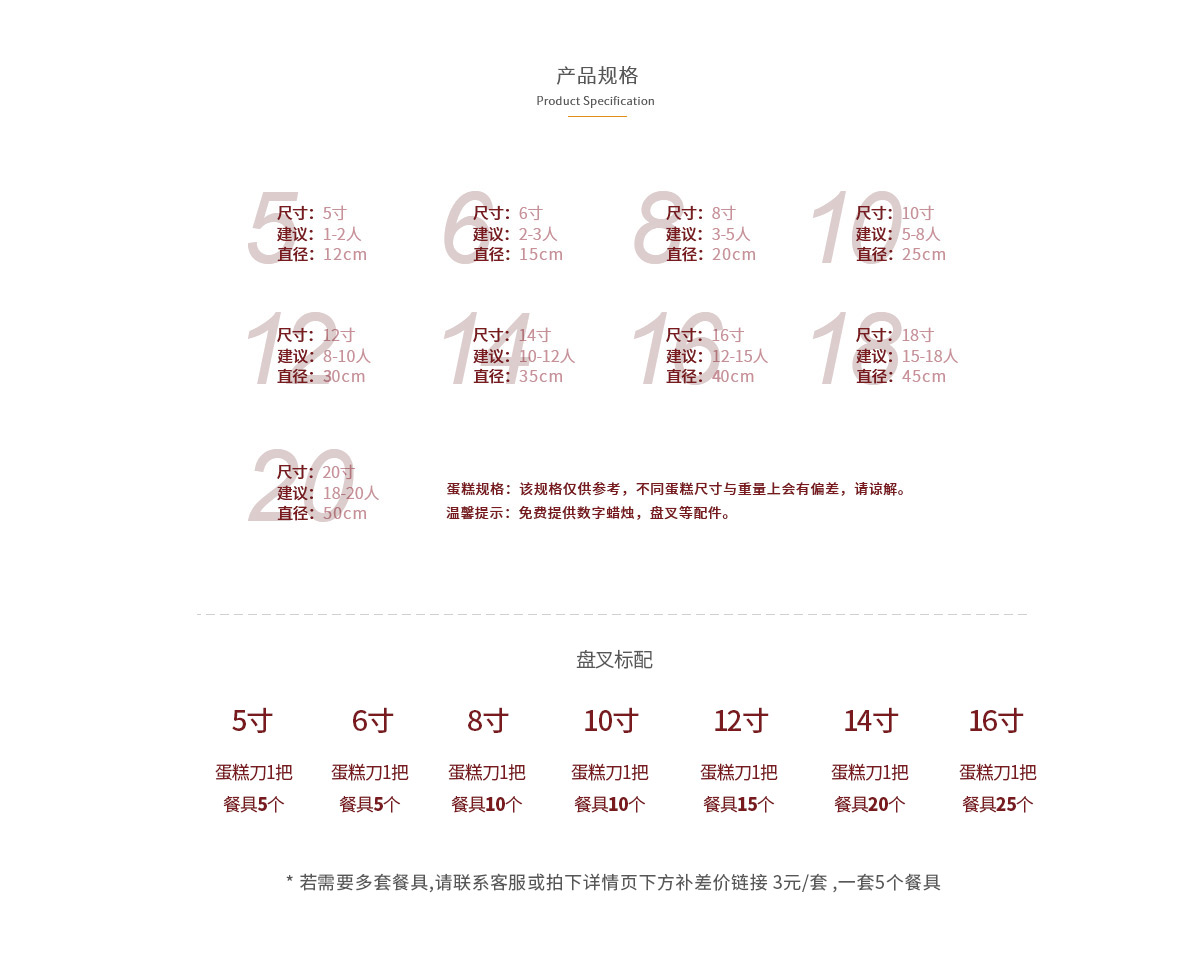 产品规格
Product Specification
5
尺寸：5寸
建议：1-2人
直径：12cm
6
尺寸：6寸
建议：2-3人
直径：15cm
8
尺寸：8寸
建议：3-5人
直径：20cm
10
尺寸：10寸
建议：5-8人
直径：25cm
12
尺寸：12寸
建议：8-10人
直径：30cm
14
尺寸：14寸
建议：10-12人
直径：35cm
16
尺寸：16寸
建议：12-15人
直径：40cm
18
尺寸：18寸
建议：15-18人
直径：45cm
20
尺寸：20寸
建议：18-20人
直径：50cm
蛋糕规格：该规格仅供参考，不同蛋糕尺寸与重量上会有偏差，请谅解。
温馨提示：免费提供数字蜡烛，盘叉等配件。
盘叉标配
5寸 6寸 8寸 10寸 12寸 14寸 16寸
蛋糕刀1把 蛋糕刀1把 蛋糕刀1把 蛋糕刀1把 蛋糕刀1把 蛋糕刀1把 蛋糕刀1把
餐具5个 餐具5个 餐具10个 餐具10个 餐具15个 餐具20个 餐具25个
* 若需要多套餐具,请联系客服或拍下详情页下方补差价链接 3元/套 ,一套5个餐具